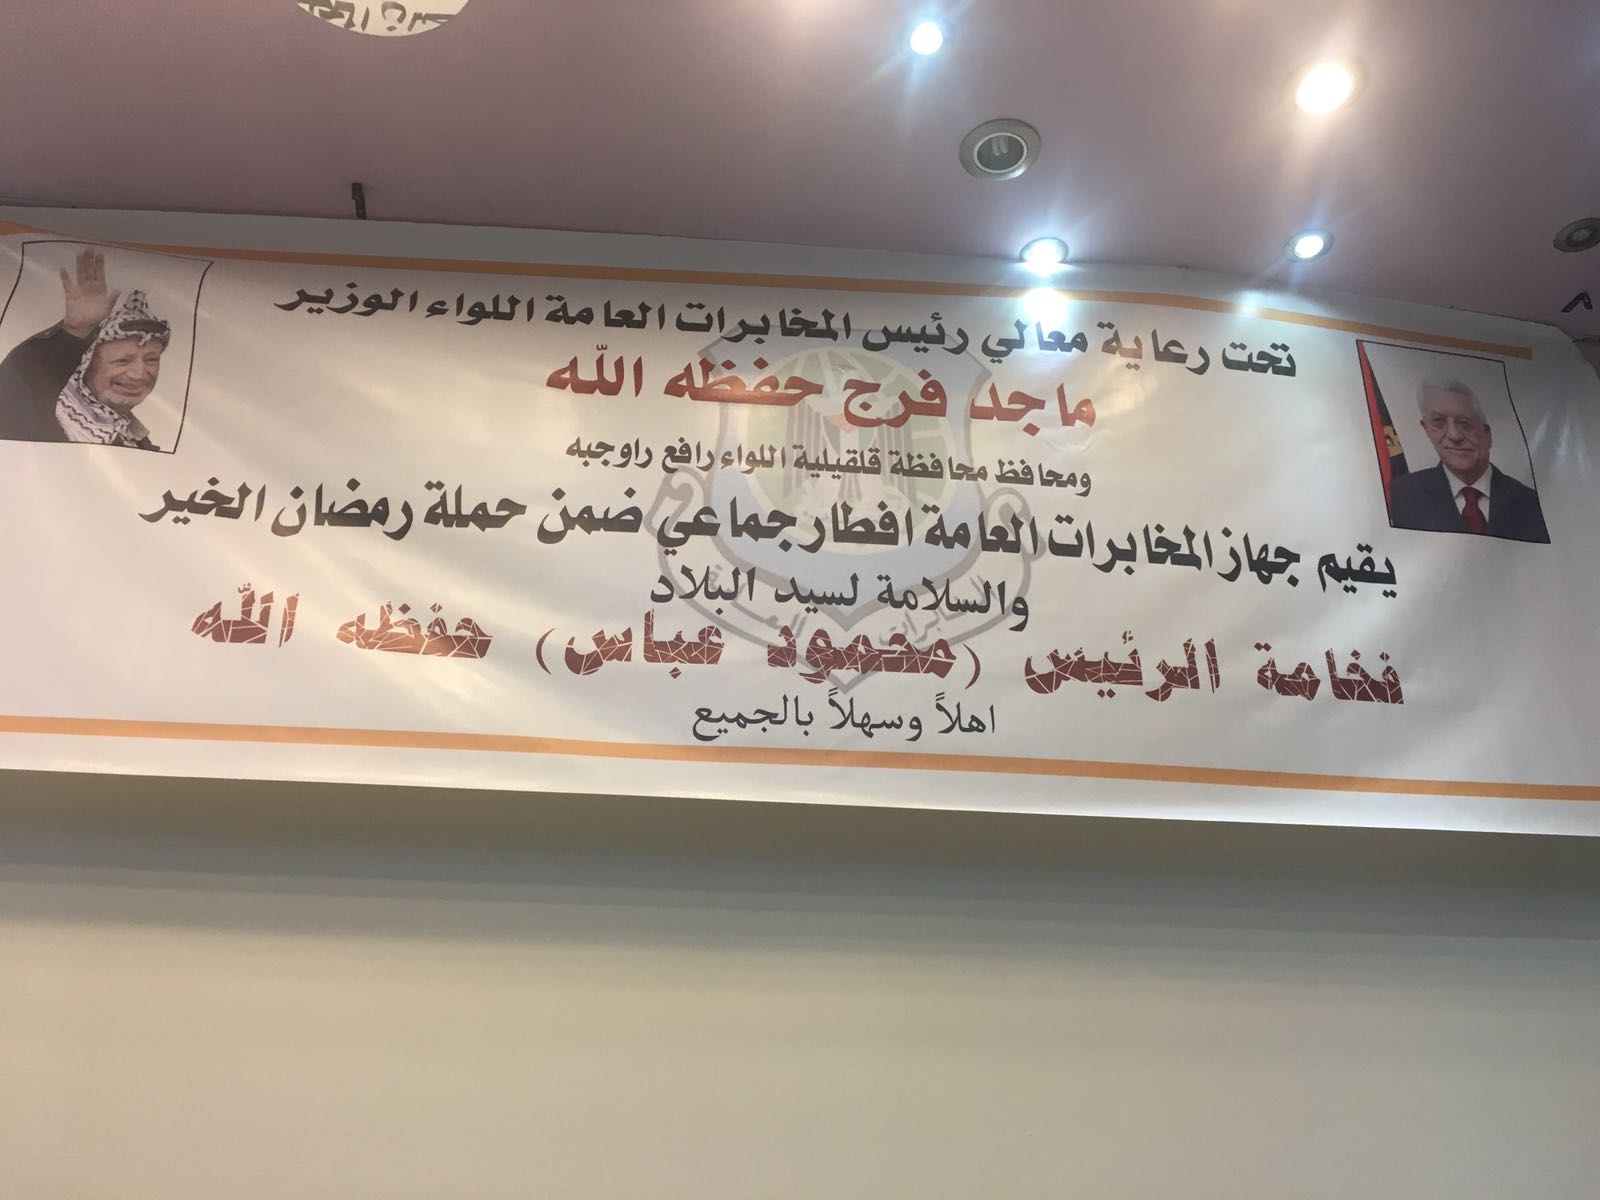 تحت رعاية معالي رئيس المخابرات العامة اللواء الوزير
ماجد فرج حفظه الله
ومحافظ محافظة قلقيلية اللواء رافع راوجبه
يقيم جهاز المخابرات العامة افطار جماعي ضمن حملة رمضان الخير
والسلامة لسيد البلاد
فخامة الرئيس (محمود عباس) حفظه الله
اهلاً وسهلاً بالجميع